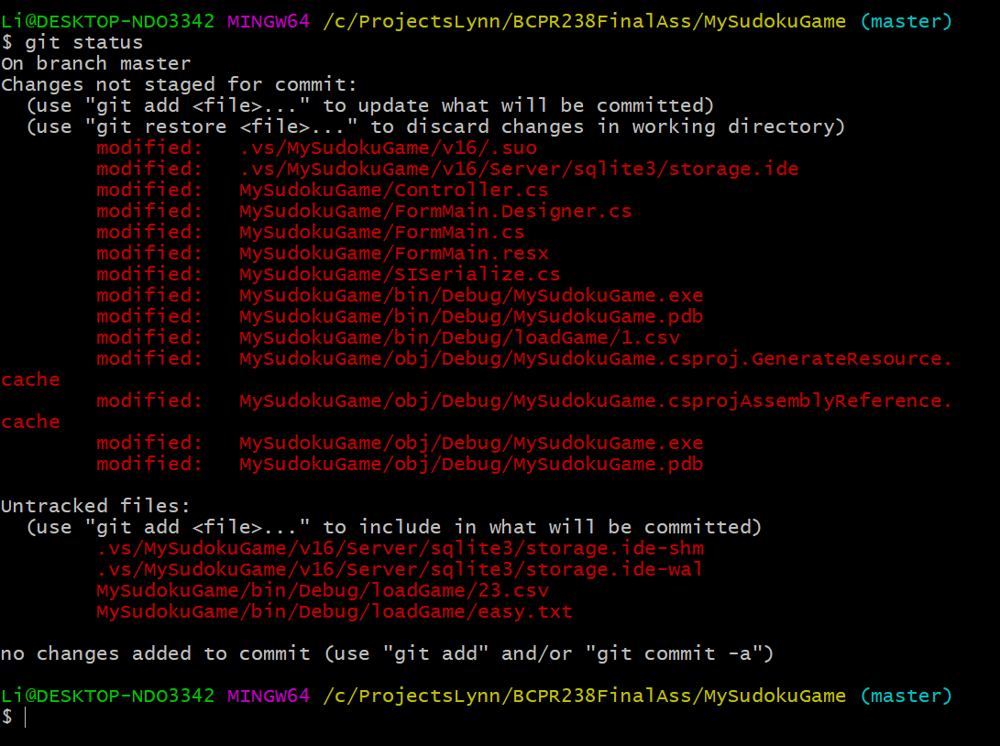 Li@DESKTOP-NDO3342 MINGW64 /c/ProjectsLynn/BCPR238FinalAss/MySudokuGame (master)
$ git status
On branch master
Changes not staged for commit:
  (use "git add <file>..." to update what will be committed)
  (use "git restore <file>..." to discard changes in working directory)
        modified:   .vs/MySudokuGame/v16/.suo
        modified:   .vs/MySudokuGame/v16/Server/sqlite3/storage.ide
        modified:   MySudokuGame/Controller.cs
        modified:   MySudokuGame/FormMain.Designer.cs
        modified:   MySudokuGame/FormMain.cs
        modified:   MySudokuGame/FormMain.resx
        modified:   MySudokuGame/SISerialize.cs
        modified:   MySudokuGame/bin/Debug/MySudokuGame.exe
        modified:   MySudokuGame/bin/Debug/MySudokuGame.pdb
        modified:   MySudokuGame/bin/Debug/loadGame/1.csv
        modified:   MySudokuGame/obj/Debug/MySudokuGame.csproj.GenerateResource.
cache
        modified:   MySudokuGame/obj/Debug/MySudokuGame.csprojAssemblyReference.
cache
        modified:   MySudokuGame/obj/Debug/MySudokuGame.exe
        modified:   MySudokuGame/obj/Debug/MySudokuGame.pdb

Untracked files:
  (use "git add <file>..." to include in what will be committed)
        .vs/MySudokuGame/v16/Server/sqlite3/storage.ide-shm
        .vs/MySudokuGame/v16/Server/sqlite3/storage.ide-wal
        MySudokuGame/bin/Debug/loadGame/23.csv
        MySudokuGame/bin/Debug/loadGame/easy.txt

no changes added to commit (use "git add" and/or "git commit -a")

Li@DESKTOP-NDO3342 MINGW64 /c/ProjectsLynn/BCPR238FinalAss/MySudokuGame (master)
$